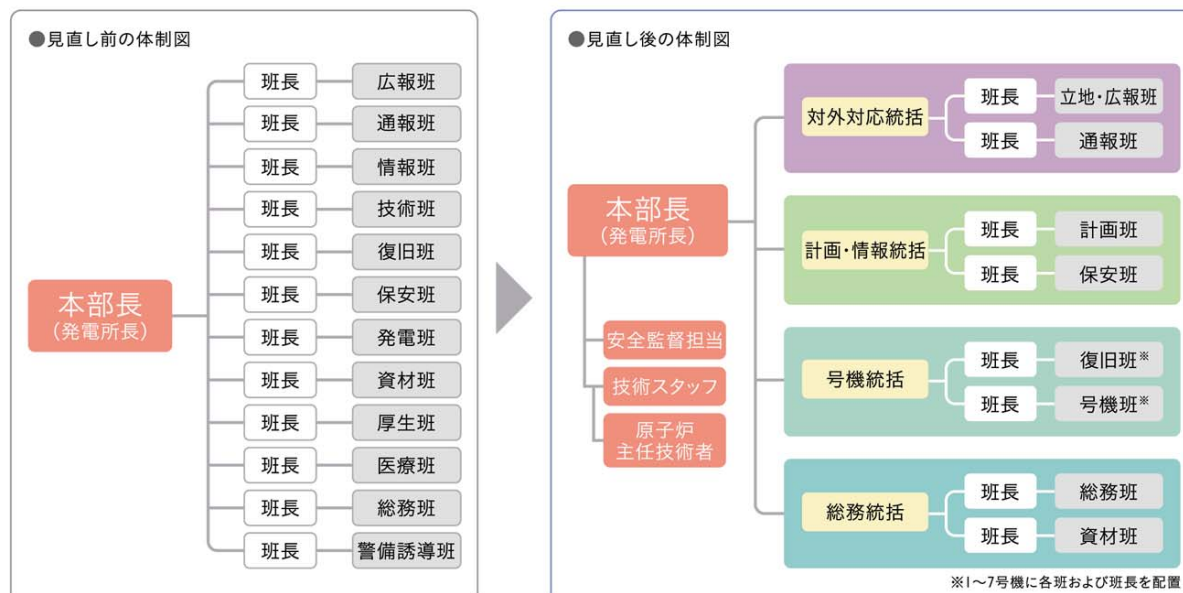 ●見直し前の体制図
本部長
(発電所長)
班長 広報班
班長 通報班
班長 情報班
班長 技術班
班長 復旧班
班長 保安班
班長 発電班
班長 資材班
班長 厚生班
班長 医療班
班長 総務班
班長 警備誘導班
●見直し後の体制図
本部長
(発電所長)
安全監督担当
技術スタッフ
原子炉
主任技術者
対外対応統括
班長 立地・広報班
班長 通報班
計画・情報統括
班長 計画班
班長 保安班
号機統括
班長 復旧班※
班長 号機班※
総務統括
班長 総務班
班長 資材班
※1〜7号機に各班および班長を配置